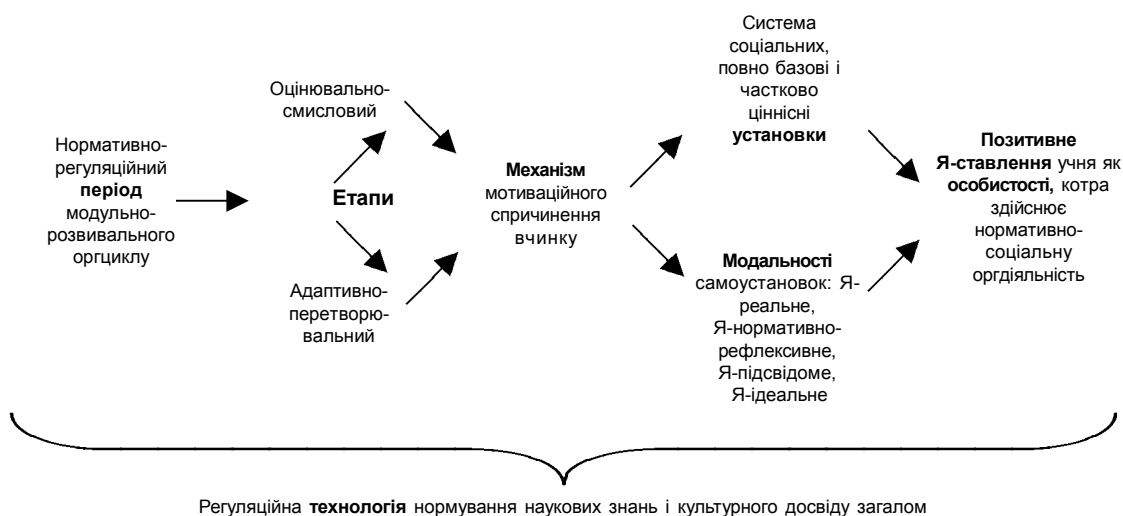 Нормативно-
регуляційний
період
модульно-
розвивального
оргциклу
Оцінювально-
смисловий
Етапи
Адаптивно-
перетворю-
вальний
Механізм
мотиваційного
спричинення
вчинку
Система
соціальних,
повно базові і
частково
ціннісні
установки
Модальності
самоустановок: Я-
реальне,
Я-нормативно-
рефлексивне,
Я-підсвідоме,
Я-ідеальне
Позитивне
Я-ставлення учня як
особистості, котра
здійснює
нормативно-
соціальну
оргдіяльність
Регуляційна технологія нормування наукових знань і культурного досвіду загалом